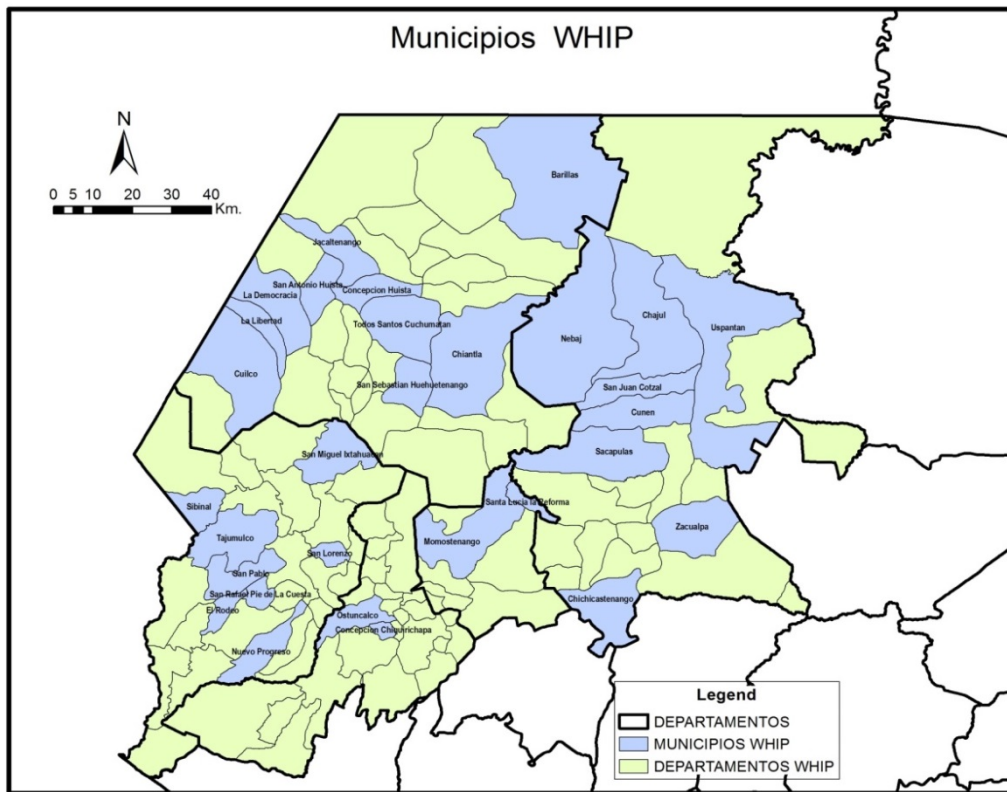 Municipios WHIP
N
0 5 10 20 30 40
Km.
Barillas
Jacaltenango
San Antonio Huista
Concepcion Huista
La Democracia
La Libertad
Todos Santos Cuchumatan
Chiantla
Nebaj
Chajul
Uspantan
Cuilco
San Sebastian Huehuetenango
San Juan Cotzal
Cunen
San Miguel Ixtahuacan
Sacapulas
Sibinal
Santa Lucia la Reforma
Tajumulco
Momostenango
Zacualpa
San Lorenzo
San Pablo
San Rafael Pie de La Cuesta
Chichicastenango
El Rodeo
Ostuncalco
Concepcion Chiquirichapa
Nuevo Progreso
Legend
DEPARTAMENTOS
MUNICIPIOS WHIP
DEPARTAMENTOS WHIP